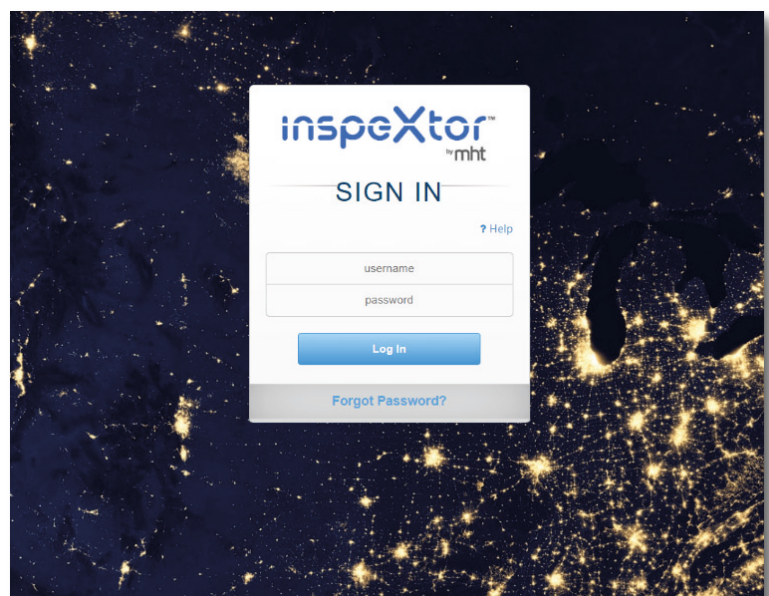 inspeXtor™
by mht
SIGN IN
? Help
username
password
Log In
Forgot Password?